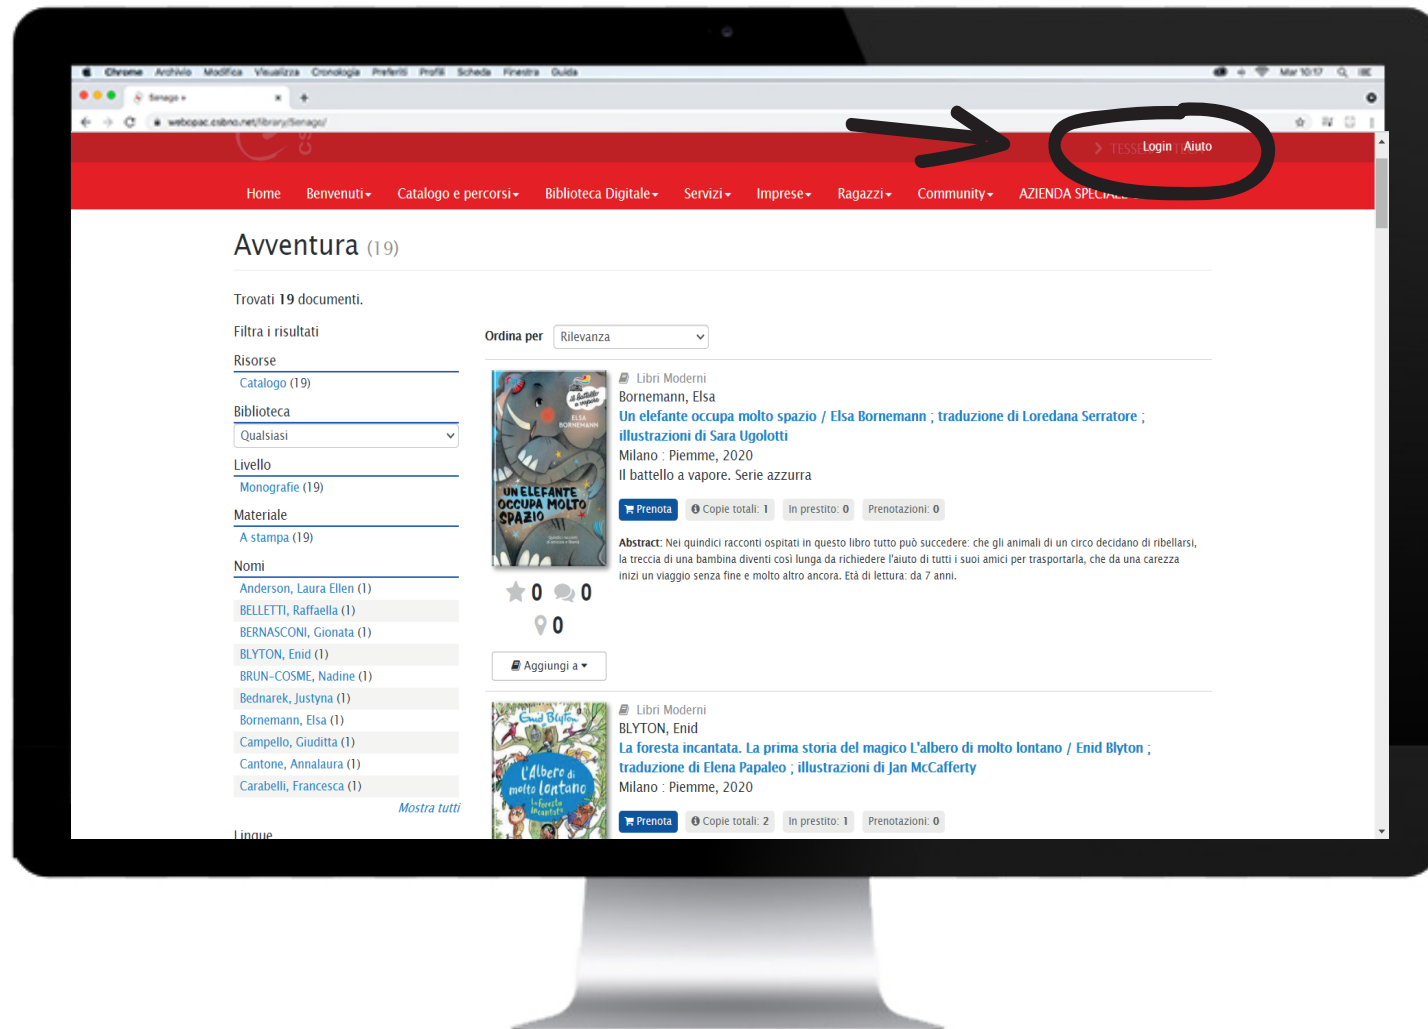 Chrome Archivio Modifica Visualizza Cronologia Preferiti Profili Scheda Finestra Guida Mar 10:17
Senago +
webopac.csbno.net/library/Senago/
CS
Login Aiuto
Home Benvenuti Catalogo e percorsi Biblioteca Digitale Servizi Imprese Ragazzi Community AZIENDA SPECIALE
Avventura (19)
Trovati 19 documenti.
Filtra i risultati
Risorse
Catalogo (19)
Biblioteca
Qualsiasi
Livello
Monografie (19)
Materiale
A stampa (19)
Nomi
Anderson, Laura Ellen (1)
BELLETTI, Raffaella (1)
BERNASCONI, Gionata (1)
BLYTON, Enid (1)
BRUN-COSME, Nadine (1)
Bednarek, Justyna (1)
Bornemann, Elsa (1)
Campello, Giuditta (1)
Cantone, Annalaura (1)
Carabelli, Francesca (1)
Mostra tutti
Lingue
Ordina per Rilevanza
il battello
a vapore
ELSA
BORNEMANN
UN ELEFANTE
OCCUPA MOLTO
SPAZIO
Libri Moderni
Bornemann, Elsa
Un elefante occupa molto spazio / Elsa Bornemann ; traduzione di Loredana Serratore ;
illustrazioni di Sara Ugolotti
Milano : Piemme, 2020
Il battello a vapore. Serie azzurra
Prenota Copie totali: 1 In prestito: 0 Prenotazioni: 0
Abstract: Nei quindici racconti ospitati in questo libro tutto può succedere: che gli animali di un circo decidano di ribellarsi,
la treccia di una bambina diventi così lunga da richiedere l'aiuto di tutti i suoi amici per trasportarla, che da una carezza
inizi un viaggio senza fine e molto altro ancora. Età di lettura: da 7 anni.
0 0
0
Aggiungi a
Enid Blyton
L'Albero di
molto lontano
La foresta
incantata
Libri Moderni
BLYTON, Enid
La foresta incantata. La prima storia del magico L'albero di molto lontano / Enid Blyton ;
traduzione di Elena Papaleo ; illustrazioni di Jan McCafferty
Milano : Piemme, 2020
Prenota Copie totali: 2 In prestito: 1 Prenotazioni: 0